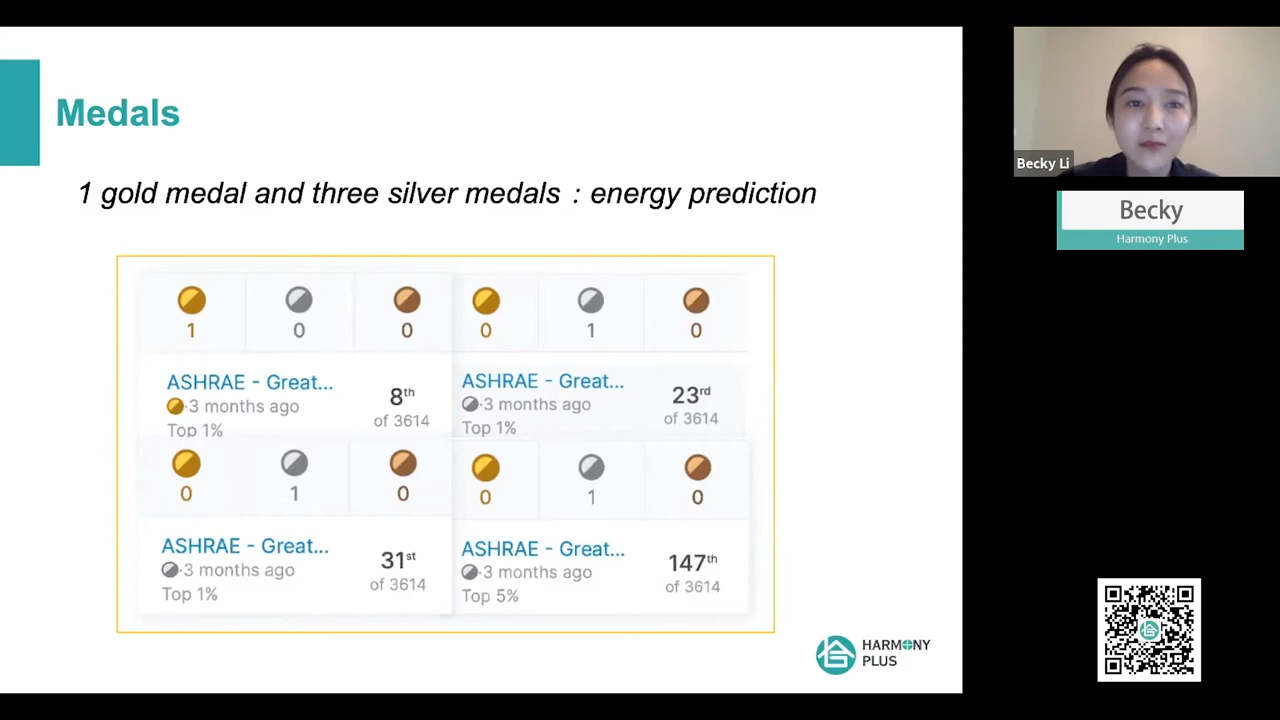 Medals
1 gold medal and three silver medals : energy prediction
1 0 0
ASHRAE - Great...
3 months ago
Top 1%
8th
of 3614
0 1 0
ASHRAE - Great...
3 months ago
Top 1%
23rd
of 3614
0 1 0
ASHRAE - Great...
3 months ago
Top 1%
31st
of 3614
0 1 0
ASHRAE - Great...
3 months ago
Top 5%
147th
of 3614
HARMONY
PLUS
Becky Li
Becky
Harmony Plus